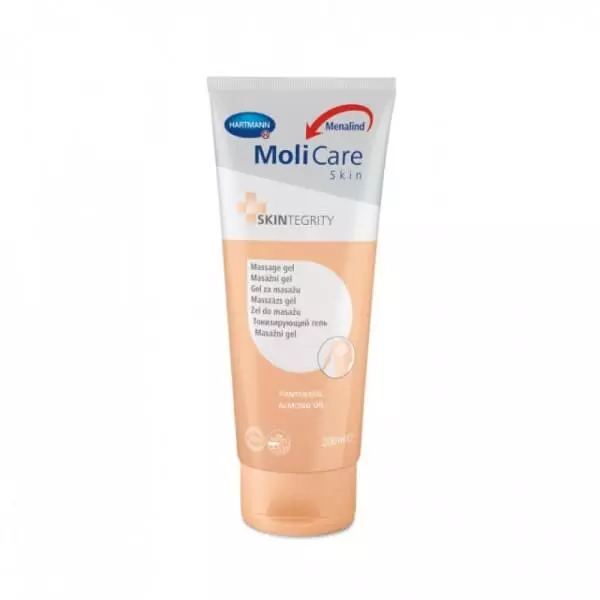 HARTMANN
Menalind
MoliCare
Skin
SKINTEGRITY
Massage gel
Masážní gel
Gel za masažu
Masszázs gél
Żel do masażu
Тонизирующий гель
Masažni gel
PANTHENOL
ALMOND OIL
200 ml